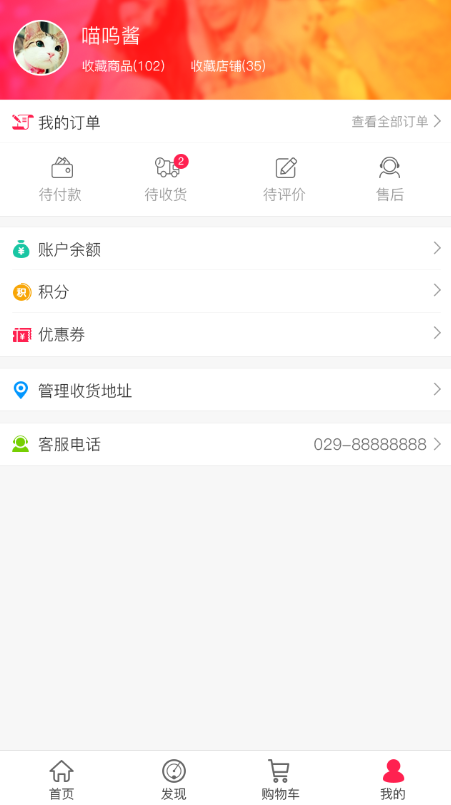 喵呜酱
收藏商品(102) 收藏店铺(35)
我的订单 查看全部订单
2
待付款 待收货 待评价 售后
¥ 账户余额
积 积分
¥ 优惠券
管理收货地址
客服电话 029-88888888
首页 发现 购物车 我的